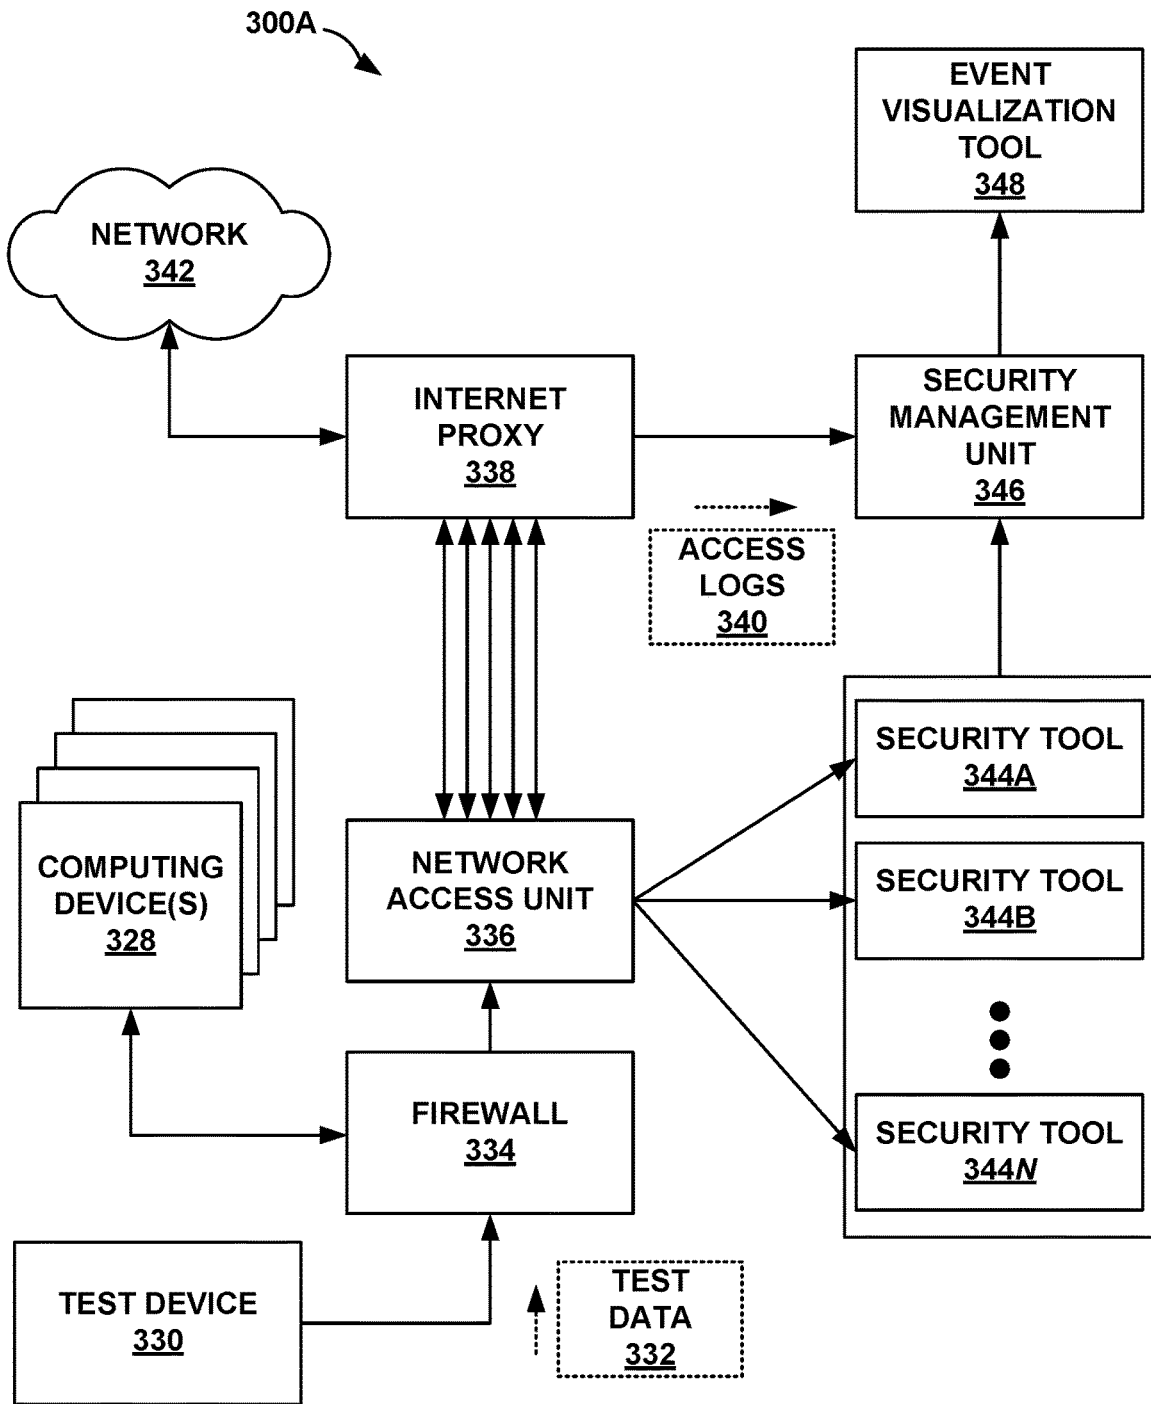 300A
EVENT
VISUALIZATION
TOOL
348
NETWORK
342
INTERNET
PROXY
338
SECURITY
MANAGEMENT
UNIT
346
ACCESS
LOGS
340
SECURITY TOOL
344A
COMPUTING
DEVICE(S)
328
NETWORK
ACCESS UNIT
336
SECURITY TOOL
344B
FIREWALL
334
SECURITY TOOL
344N
TEST DEVICE
330
TEST
DATA
332